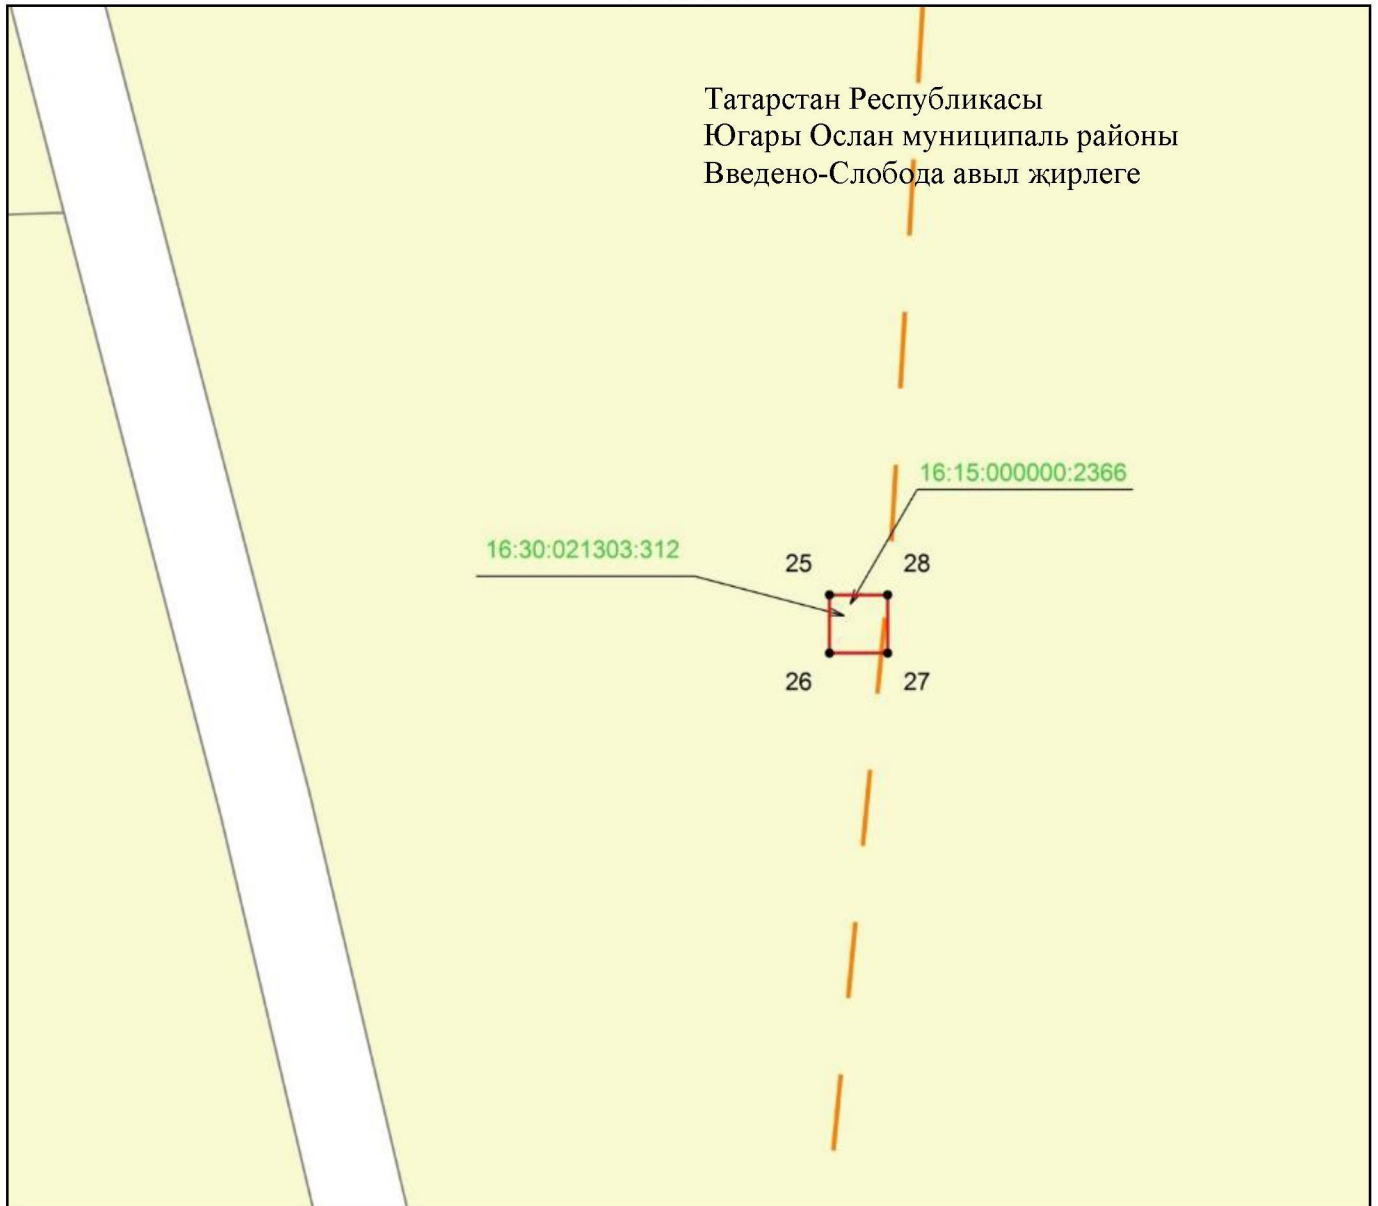 Татарстан Республикасы
Югары Ослан муниципаль районы
Введено-Слобода авыл җирлеге
16:15:000000:2366
16:30:021303:312
25
28
26
27